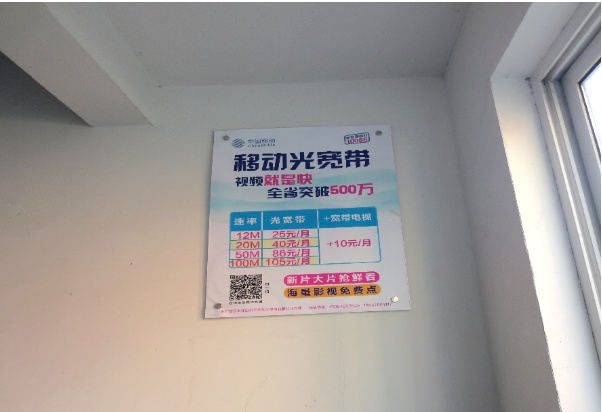 中国移动
China Mobile
10086
移动光宽带
视频就是快
全省突破500万
速率 光宽带 +宽带电视
12M 25元/月
20M 40元/月
50M 86元/月
100M 105元/月
+10元/月
新片大片抢鲜看
海量影视免费点